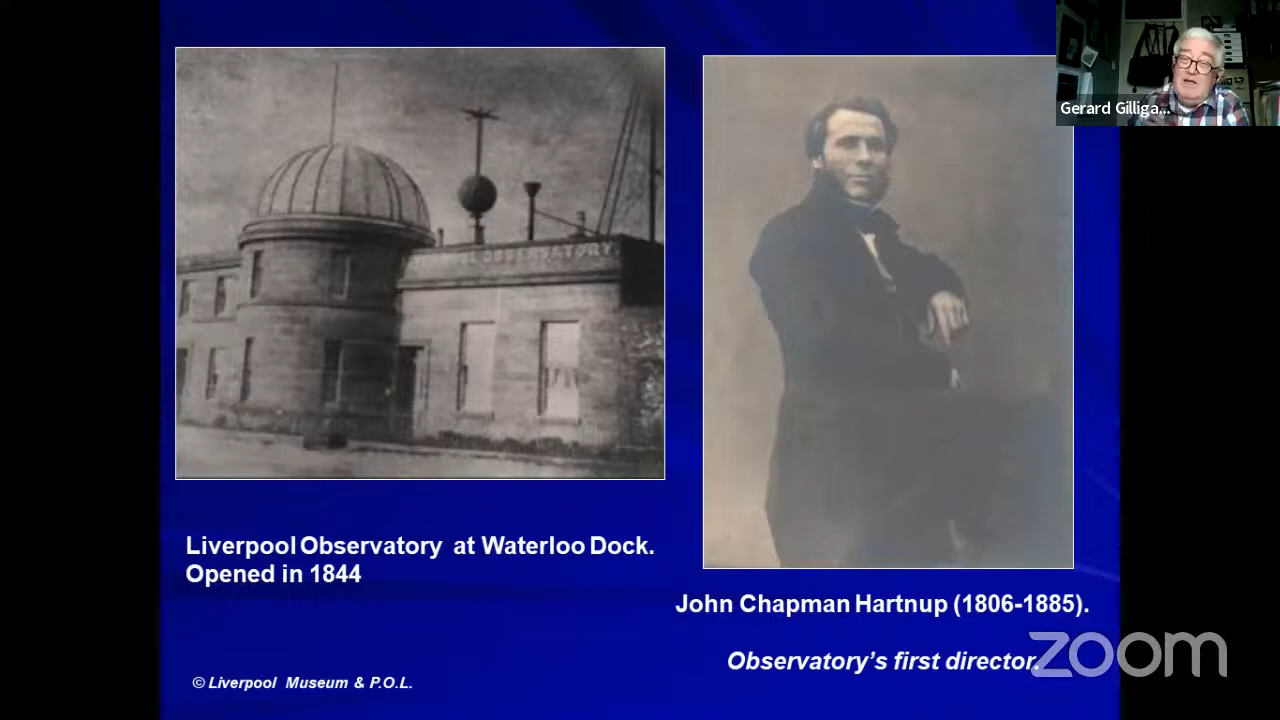 Gerard Gilliga...
OBSERVATORY
Liverpool Observatory at Waterloo Dock.
Opened in 1844
John Chapman Hartnup (1806-1885).
Observatory's first director.
© Liverpool Museum & P.O.L.
zoom